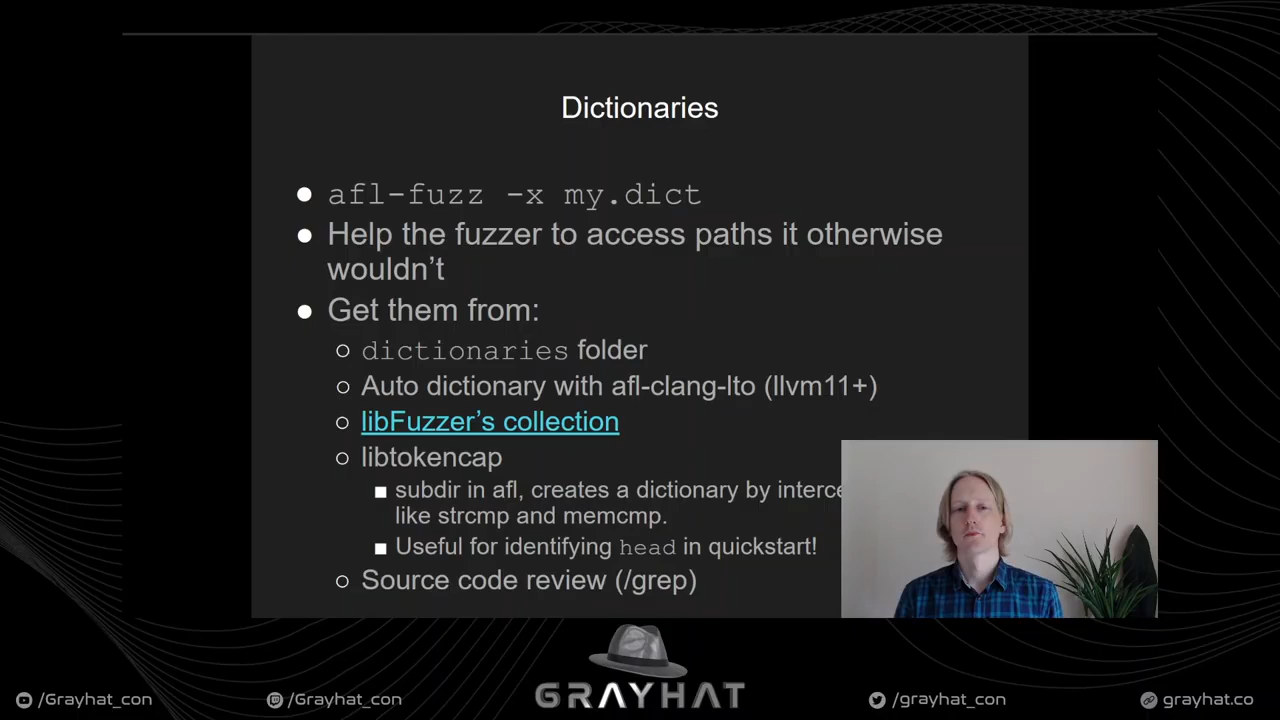 Dictionaries
● afl-fuzz -x my.dict
● Help the fuzzer to access paths it otherwise
wouldn't
● Get them from:
○ dictionaries folder
○ Auto dictionary with afl-clang-lto (llvm11+)
○ libFuzzer's collection
○ libtokencap
■ subdir in afl, creates a dictionary by
like strcmp and memcmp.
■ Useful for identifying head in quickstart!
○ Source code review (/grep)
GRAYHAT
/Grayhat_con
/Grayhat_con
/grayhat_con
grayhat.co